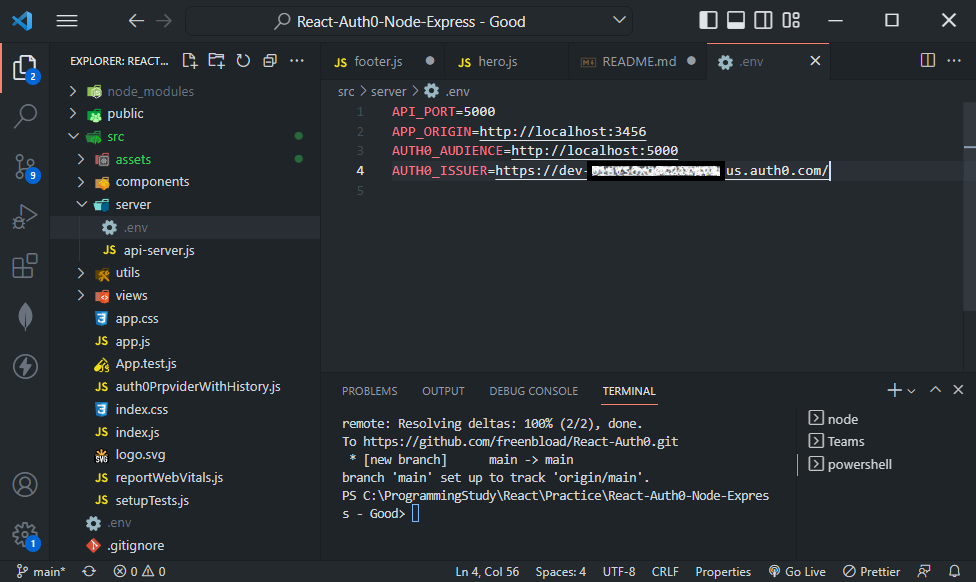 React-Auth0-Node-Express - Good
EXPLORER: REACT...
footer.js
hero.js
README.md
.env
src > server > .env
node_modules
public
src
assets
components
server
.env
api-server.js
utils
views
app.css
app.js
App.test.js
auth0PrpviderWithHistory.js
index.css
index.js
logo.svg
reportWebVitals.js
setupTests.js
.env
.gitignore
2
9
1
1 API_PORT=5000
2 APP_ORIGIN=http://localhost:3456
3 AUTH0_AUDIENCE=http://localhost:5000
4 AUTH0_ISSUER=https://dev- us.auth0.com/
5
PROBLEMS OUTPUT DEBUG CONSOLE TERMINAL
remote: Resolving deltas: 100% (2/2), done.
To https://github.com/freenbload/React-Auth0.git
* [new branch] main -> main
branch 'main' set up to track 'origin/main'.
PS C:\ProgrammingStudy\React\Practice\React-Auth0-Node-Expres
s - Good>
node
Teams
powershell
main* 0 0 Ln 4, Col 56 Spaces: 4 UTF-8 CRLF Properties Go Live Prettier